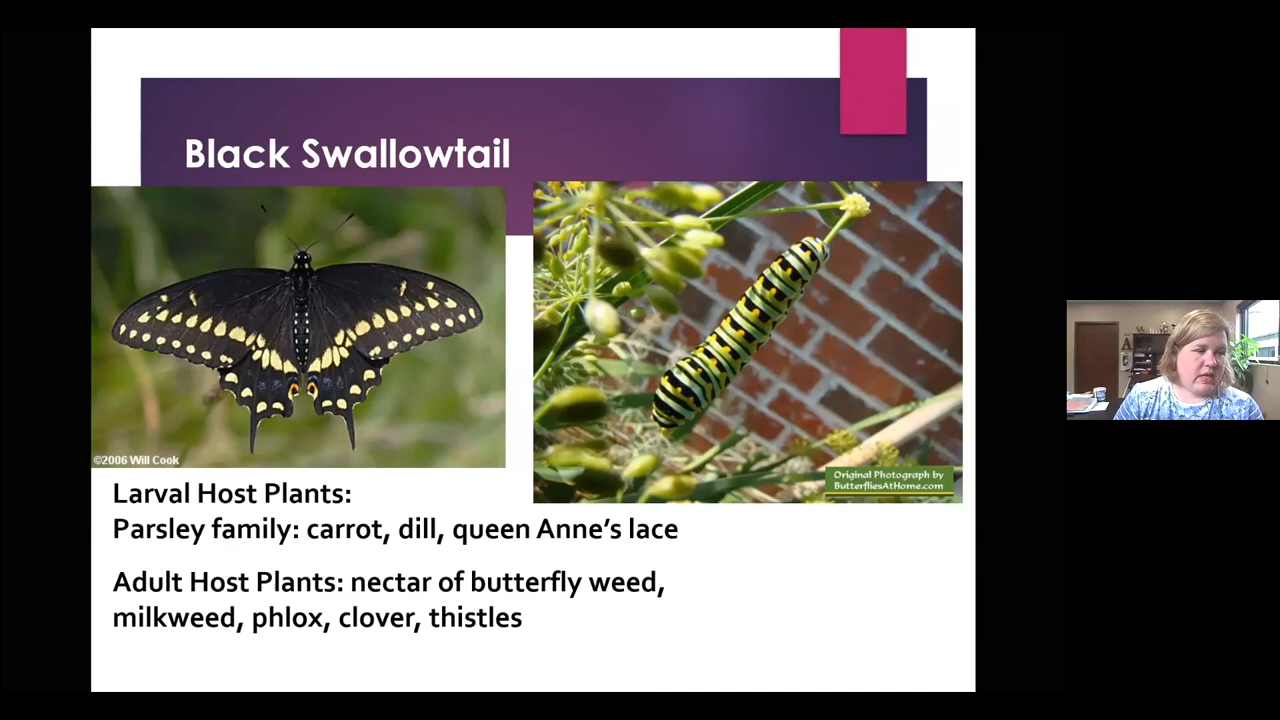 Black Swallowtail
©2006 Will Cook
Original Photograph by
ButterfliesAtHome.com
Larval Host Plants:
Parsley family: carrot, dill, queen Anne's lace
Adult Host Plants: nectar of butterfly weed,
milkweed, phlox, clover, thistles
A